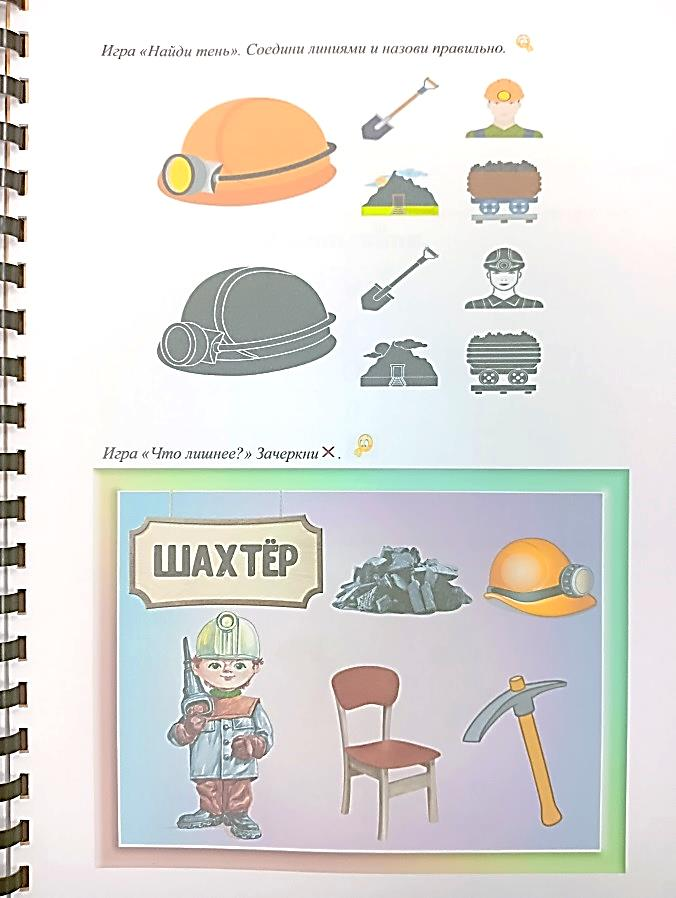 Игра «Найди тень». Соедини линиями и назови правильно.
Игра «Что лишнее?» Зачеркни ✕.
ШАХТЁР